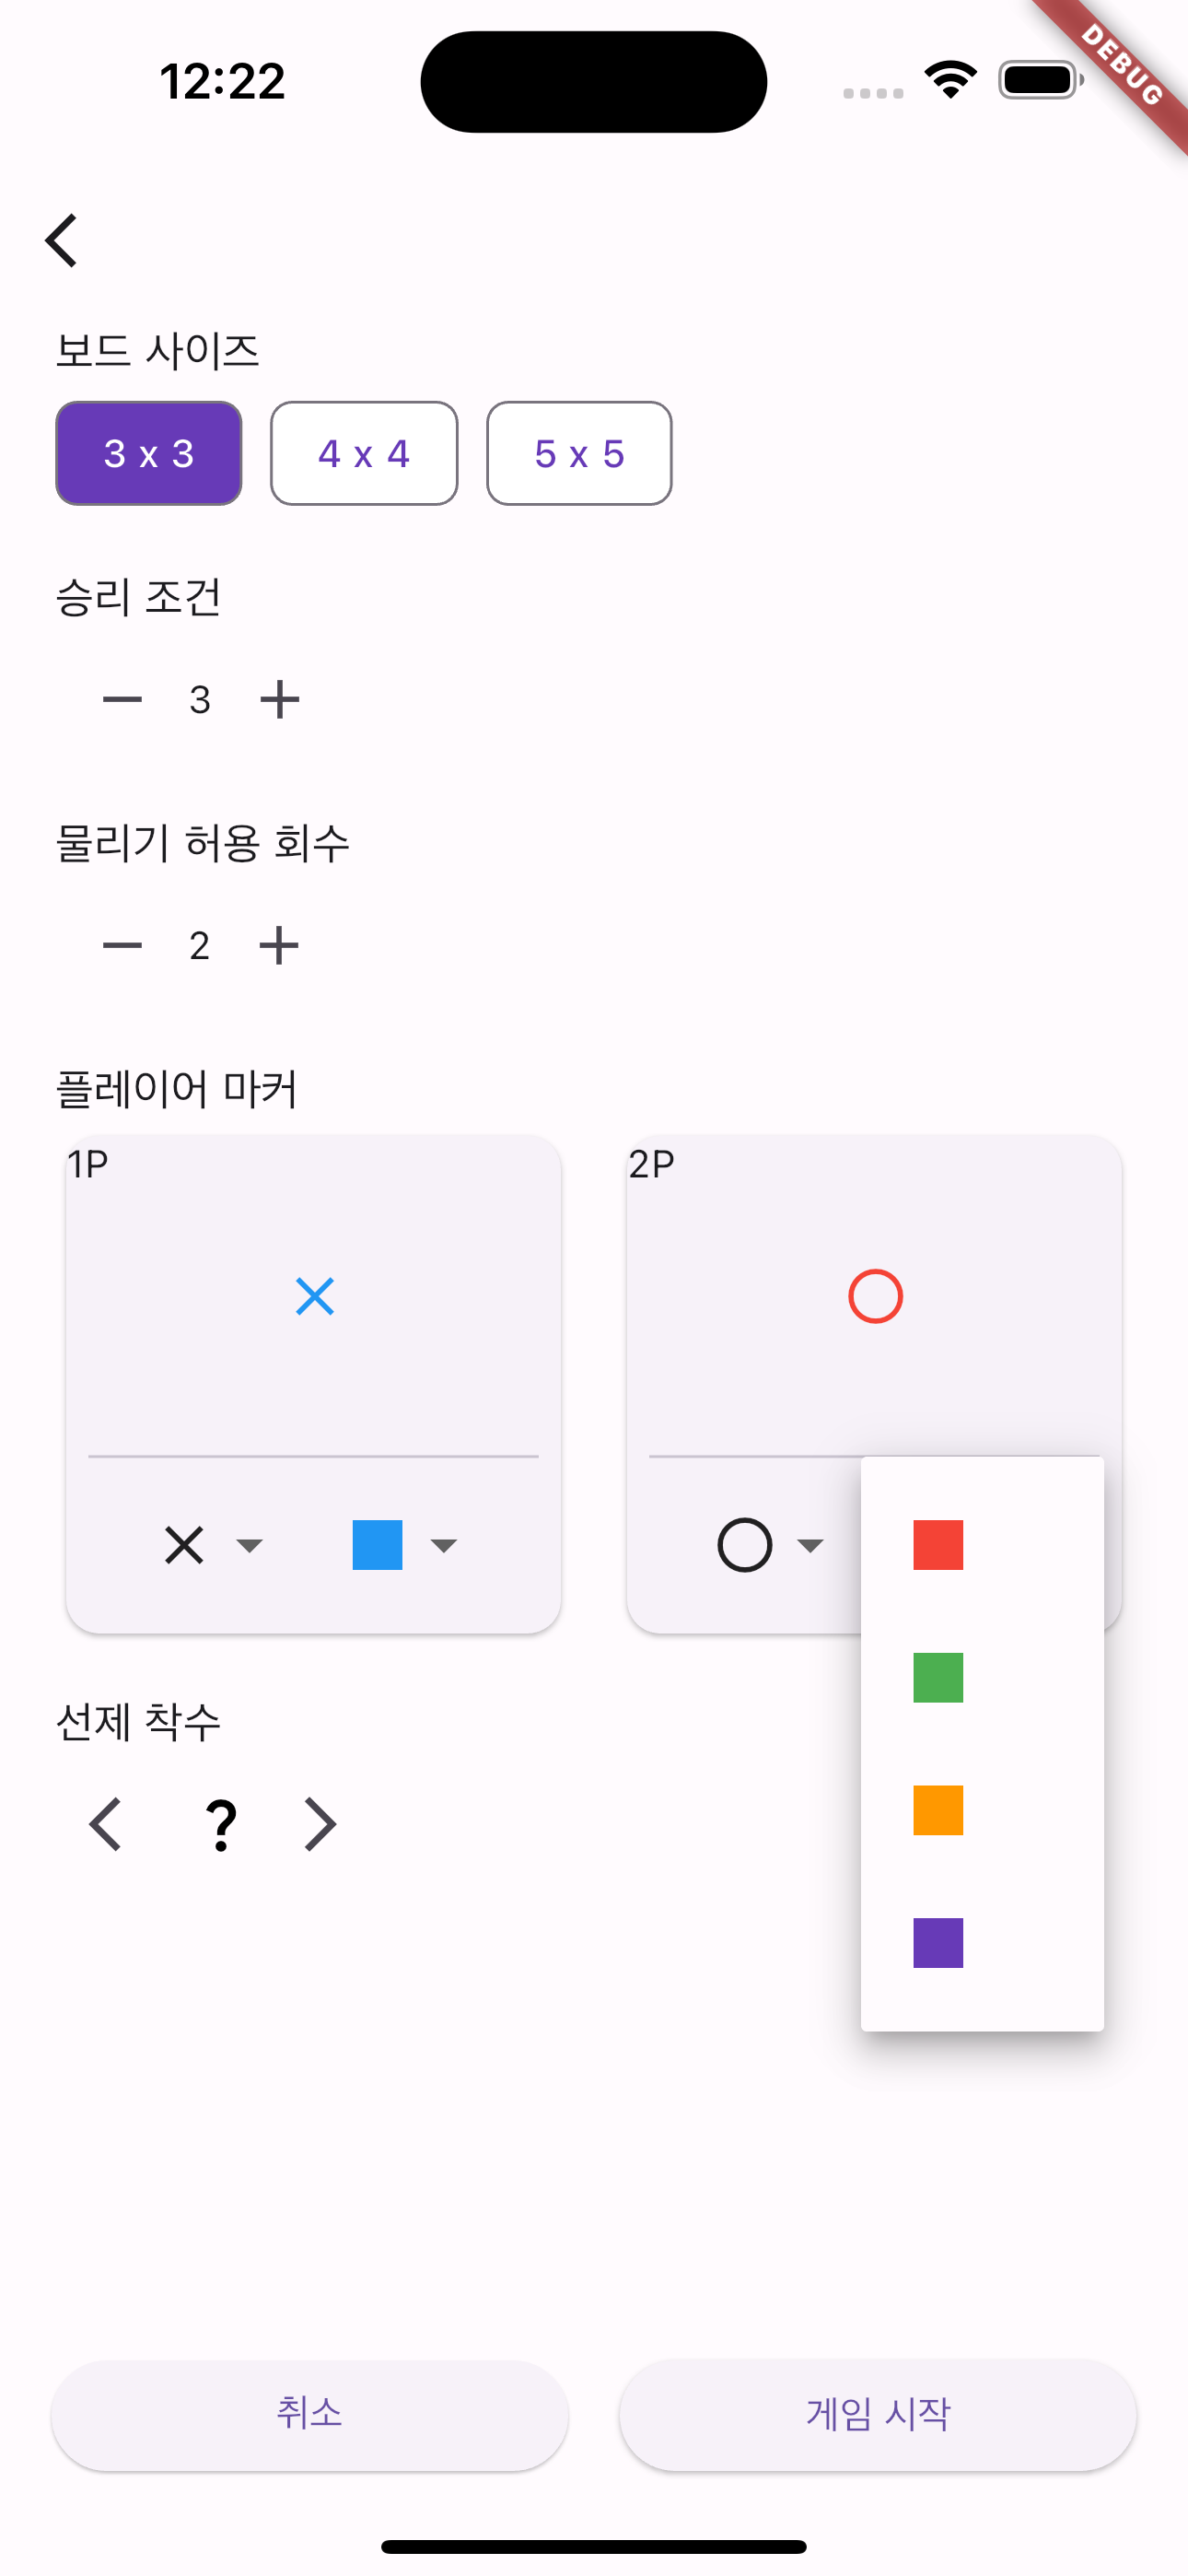 12:22
DEBUG
보드 사이즈
3 x 3
4 x 4
5 x 5
승리 조건
3
물리기 허용 회수
2
플레이어 마커
1P
2P
선제 착수
?
취소
게임 시작